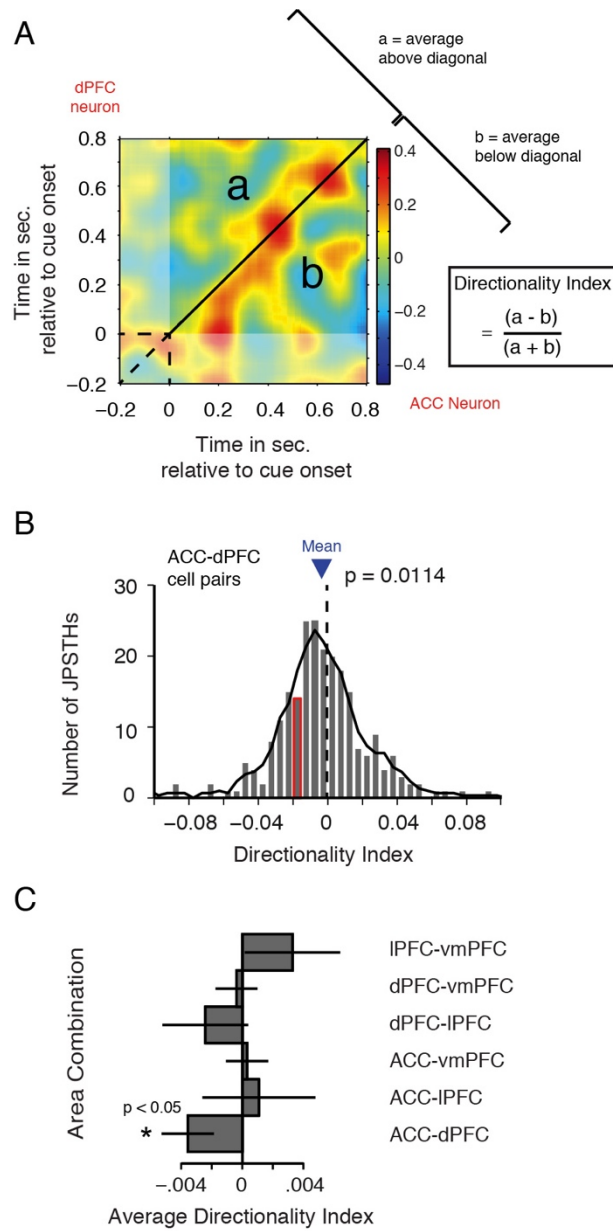 A
a = average
above diagonal
dPFC
neuron
b = average
below diagonal
Time in sec.
relative to cue onset
0.8
0.6
0.4
0.2
0
−0.2
a
b
0.4
0.2
0
−0.2
−0.4
Directionality Index
= (a - b)
(a + b)
−0.2 0 0.2 0.4 0.6 0.8
ACC Neuron
Time in sec.
relative to cue onset
B
Mean
ACC-dPFC
cell pairs
p = 0.0114
Number of JPSTHs
30
20
10
0
−0.08 −0.04 0 0.04 0.08
Directionality Index
C
Area Combination
lPFC-vmPFC
dPFC-vmPFC
dPFC-lPFC
ACC-vmPFC
ACC-lPFC
p < 0.05
* ACC-dPFC
-.004 0 .004
Average Directionality Index